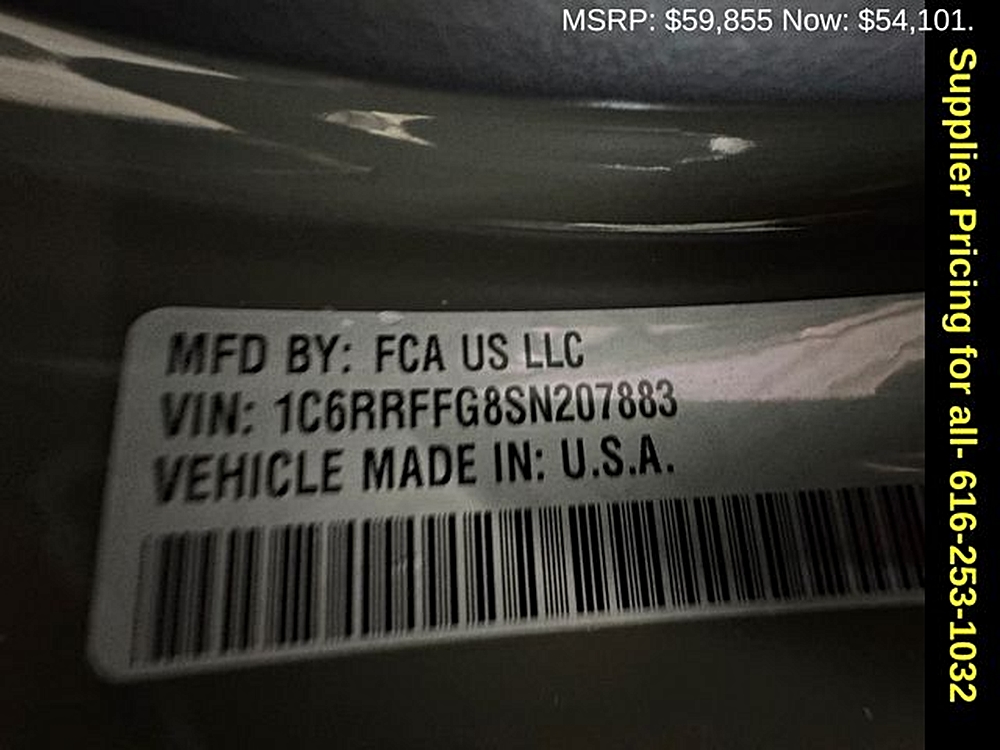 MSRP: $59,855 Now: $54,101.
Supplier Pricing for all- 616-253-1032
MFD BY: FCA US LLC
VIN: 1C6RRFFG8SN207883
VEHICLE MADE IN: U.S.A.